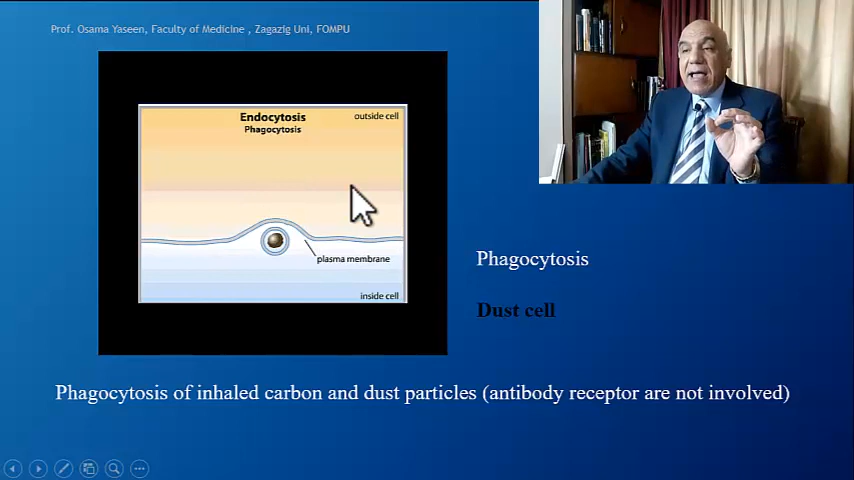 Prof. Osama Yaseen, Faculty of Medicine , Zagazig Uni, FOMPU
Endocytosis
Phagocytosis
outside cell
plasma membrane
inside cell
Phagocytosis
Dust cell
Phagocytosis of inhaled carbon and dust particles (antibody receptor are not involved)